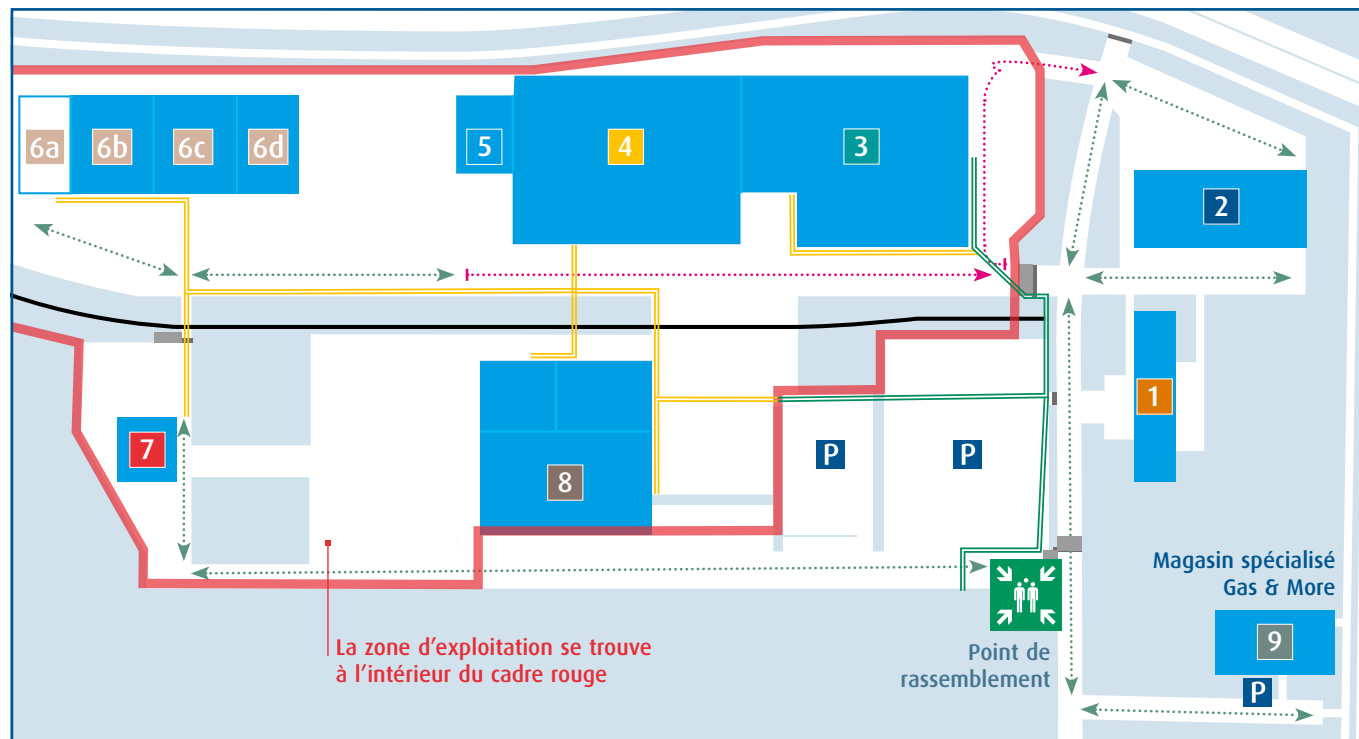 6a
6b
6c
6d
5
4
3
2
1
7
8
P
P
Magasin spécialisé
Gas & More
9
P
La zone d'exploitation se trouve
à l'intérieur du cadre rouge
Point de
rassemblement